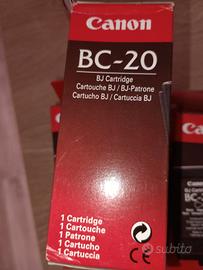 Canon
BC-20
BJ Cartridge
Cartouche BJ / BJ-Patrone
Cartucho BJ / Cartuccia BJ
1 Cartridge
1 Cartouche
1 Patrone
1 Cartucho
1 Cartuccia
Canon
subito